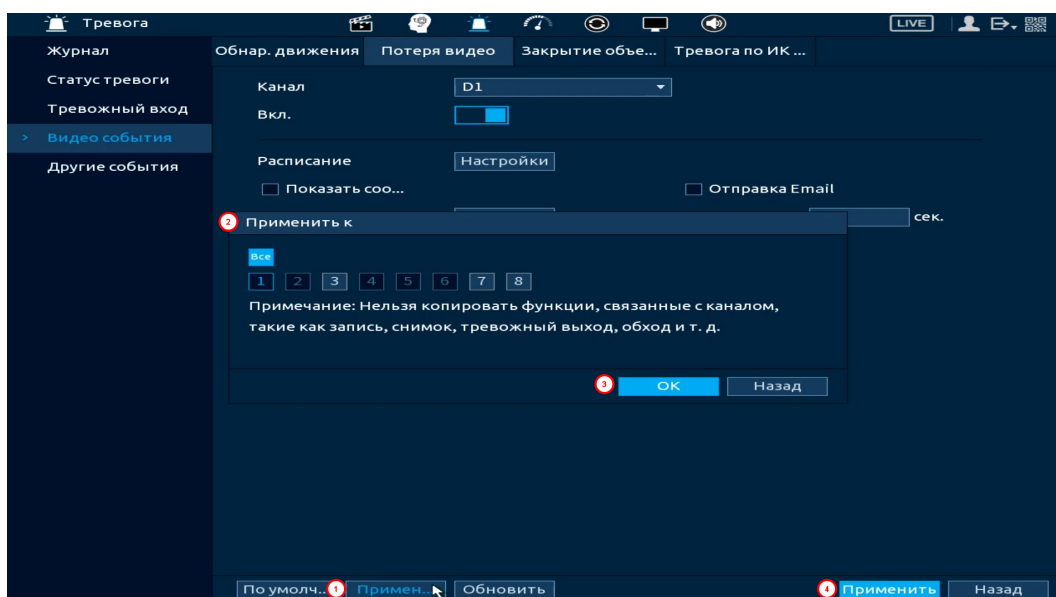 Тревога
LIVE
Журнал
Статус тревоги
Тревожный вход
> Видео события
Другие события
Обнар. движения Потеря видео Закрытие объе... Тревога по ИК ...
Канал D1
Вкл.
Расписание Настройки
Показать соо... Отправка Email
сек.
2 Применить к
Все
1 2 3 4 5 6 7 8
Примечание: Нельзя копировать функции, связанные с каналом,
такие как запись, снимок, тревожный выход, обход и т. д.
3 OK Назад
По умолч... 1 Примен... Обновить 4 Применить Назад